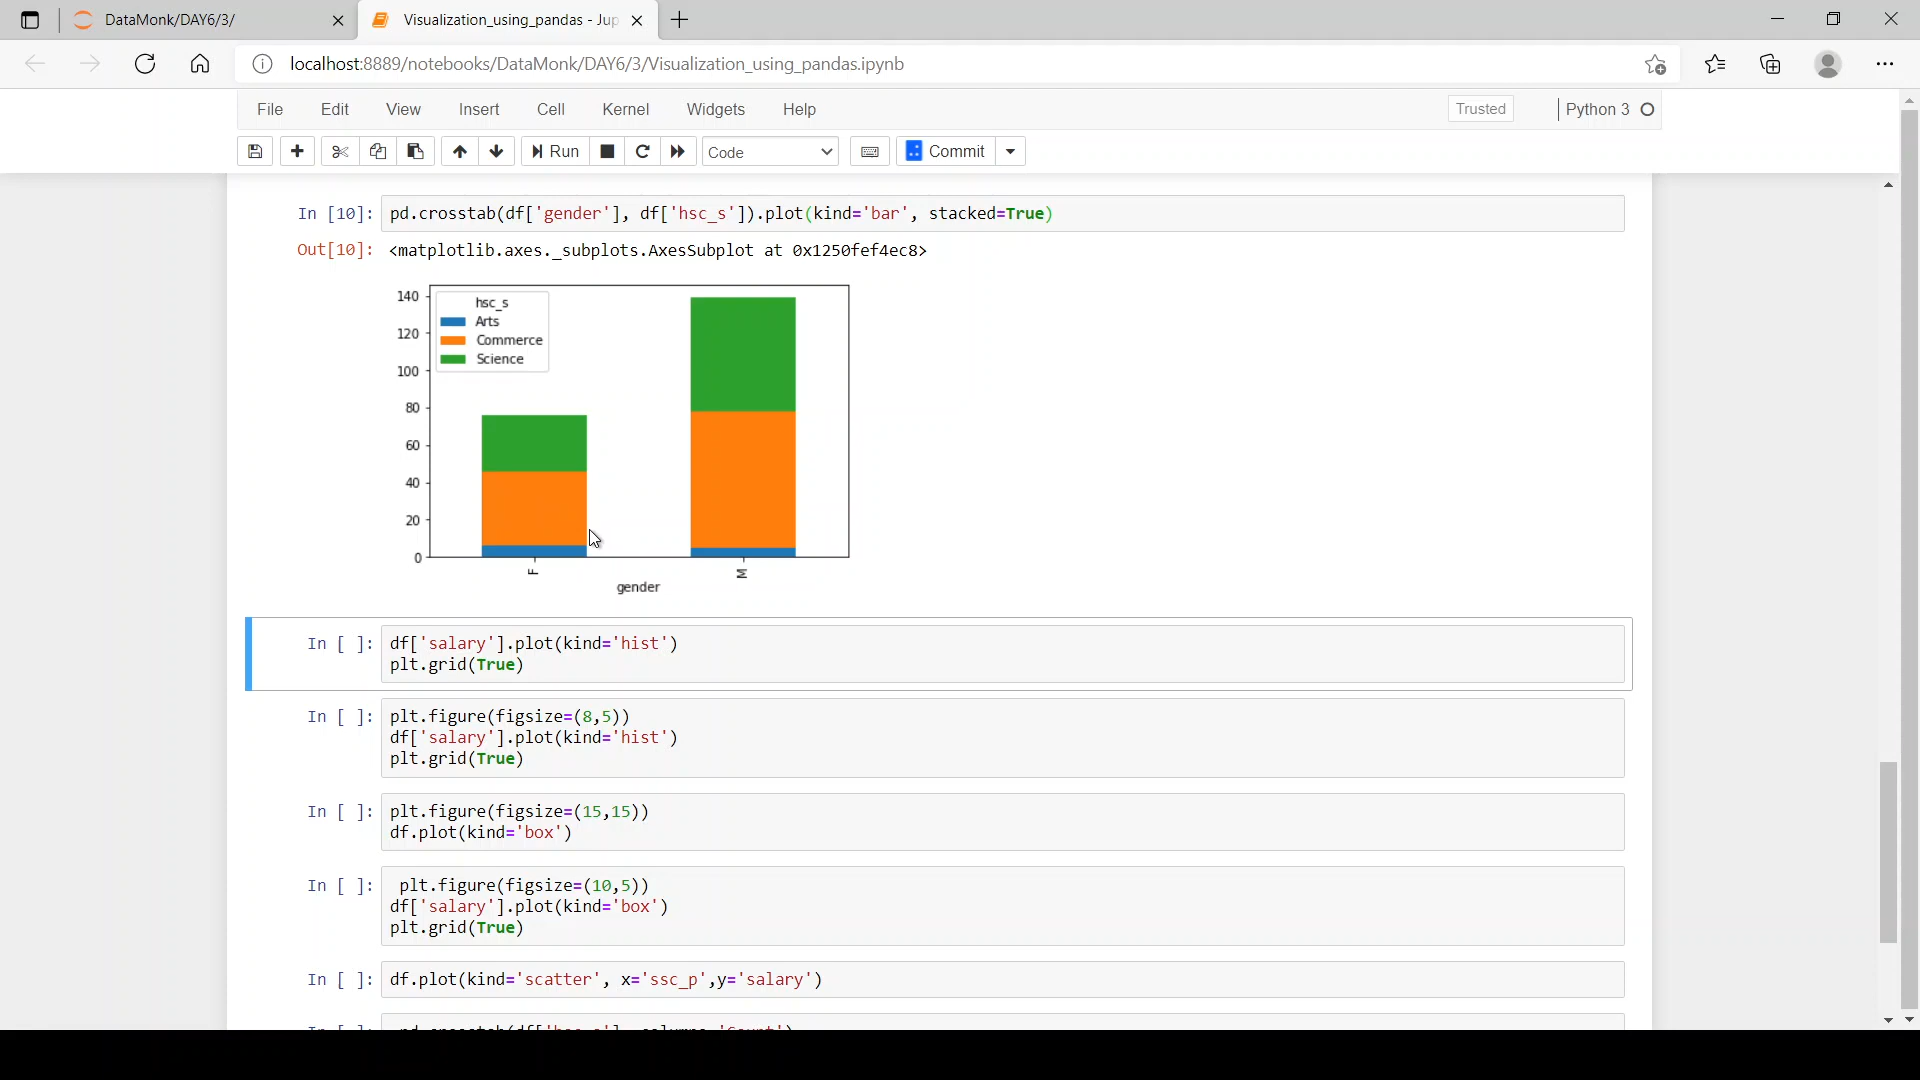 DataMonk/DAY6/3/
Visualization_using_pandas - Jup
localhost:8889/notebooks/DataMonk/DAY6/3/Visualization_using_pandas.ipynb
File Edit View Insert Cell Kernel Widgets Help Trusted Python 3
Run Code Commit
In [10]: pd.crosstab(df['gender'], df['hsc_s']).plot(kind='bar', stacked=True)
Out[10]: <matplotlib.axes._subplots.AxesSubplot at 0x1250fef4ec8>
140
120
100
80
60
40
20
0
hsc_s
Arts
Commerce
Science
F
M
gender
In [ ]: df['salary'].plot(kind='hist')
plt.grid(True)
In [ ]: plt.figure(figsize=(8,5))
df['salary'].plot(kind='hist')
plt.grid(True)
In [ ]: plt.figure(figsize=(15,15))
df.plot(kind='box')
In [ ]: plt.figure(figsize=(10,5))
df['salary'].plot(kind='box')
plt.grid(True)
In [ ]: df.plot(kind='scatter', x='ssc_p',y='salary')